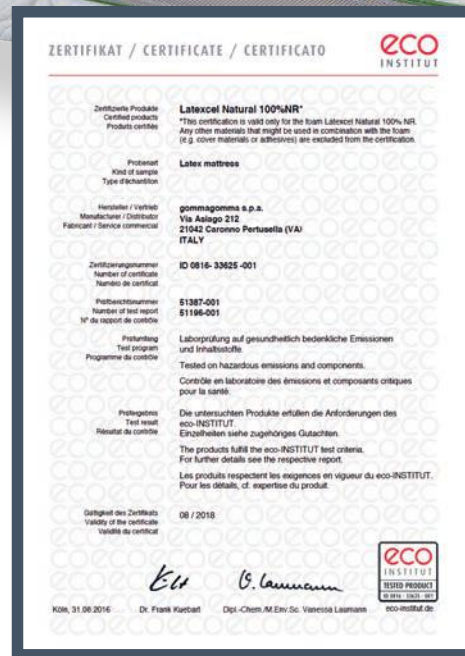 ZERTIFIKAT / CERTIFICATE / CERTIFICATO
eco
INSTITUT
Zertifizierte Produkte
Certified products
Produits certifiés
Latexcel Natural 100%NR*
*This certification is valid only for the foam Latexcel Natural 100% NR.
Any other materials that might be used in combination with the foam
(e.g. cover materials or adhesives) are excluded from the certification.
Probenart
Kind of sample
Type d'échantillon
Latex mattress
Hersteller / Vertrieb
Manufacturer / Distributor
Fabricant / Service commercial
gommagomma s.p.a.
Via Asiago 212
21042 Caronno Pertusella (VA)
ITALY
Zertifizierungsnummer
Number of certificate
Numéro de certificat
ID 0816- 33625 -001
Prüfberichtsnummer
Number of test report
N° du rapport de contrôle
51387-001
51196-001
Prüfumfang
Test program
Programme du contrôle
Laborprüfung auf gesundheitlich bedenkliche Emissionen
und Inhaltsstoffe.
Tested on hazardous emissions and components.
Contrôle en laboratoire des émissions et composants critiques
pour la santé.
Prüfergebnis
Test result
Résultat du contrôle
Die untersuchten Produkte erfüllen die Anforderungen des
eco-INSTITUT.
Einzelheiten siehe zugehöriges Gutachten.
The products fulfill the eco-INSTITUT test criteria.
For further details see the respective report.
Les produits respectent les exigences en vigueur du eco-INSTITUT.
Pour les détails, cf. expertise du produit.
Gültigkeit des Zertifikats
Validity of the certificate
Validité du certificat
08 / 2018
eco
INSTITUT
TESTED PRODUCT
ID 0816 - 33625 - 001
Köln, 31.08.2016
Dr. Frank Kuebart
Dipl.-Chem./M.Env.Sc. Vanessa Laumann
eco-institut.de